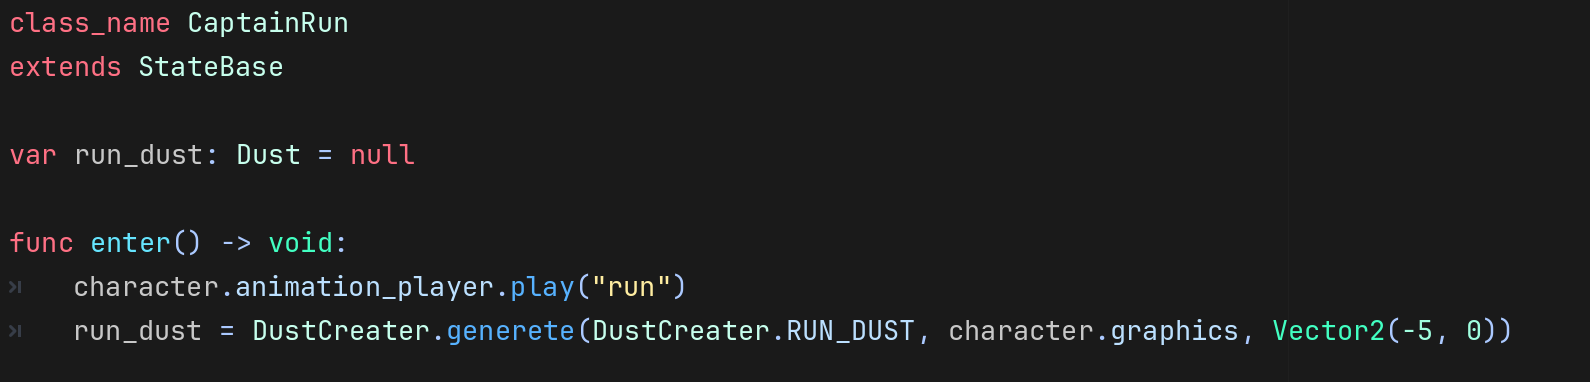 class_name CaptainRun
extends StateBase
var run_dust: Dust = null
func enter() -> void:
character.animation_player.play("run")
run_dust = DustCreater.generete(DustCreater.RUN_DUST, character.graphics, Vector2(-5, 0))